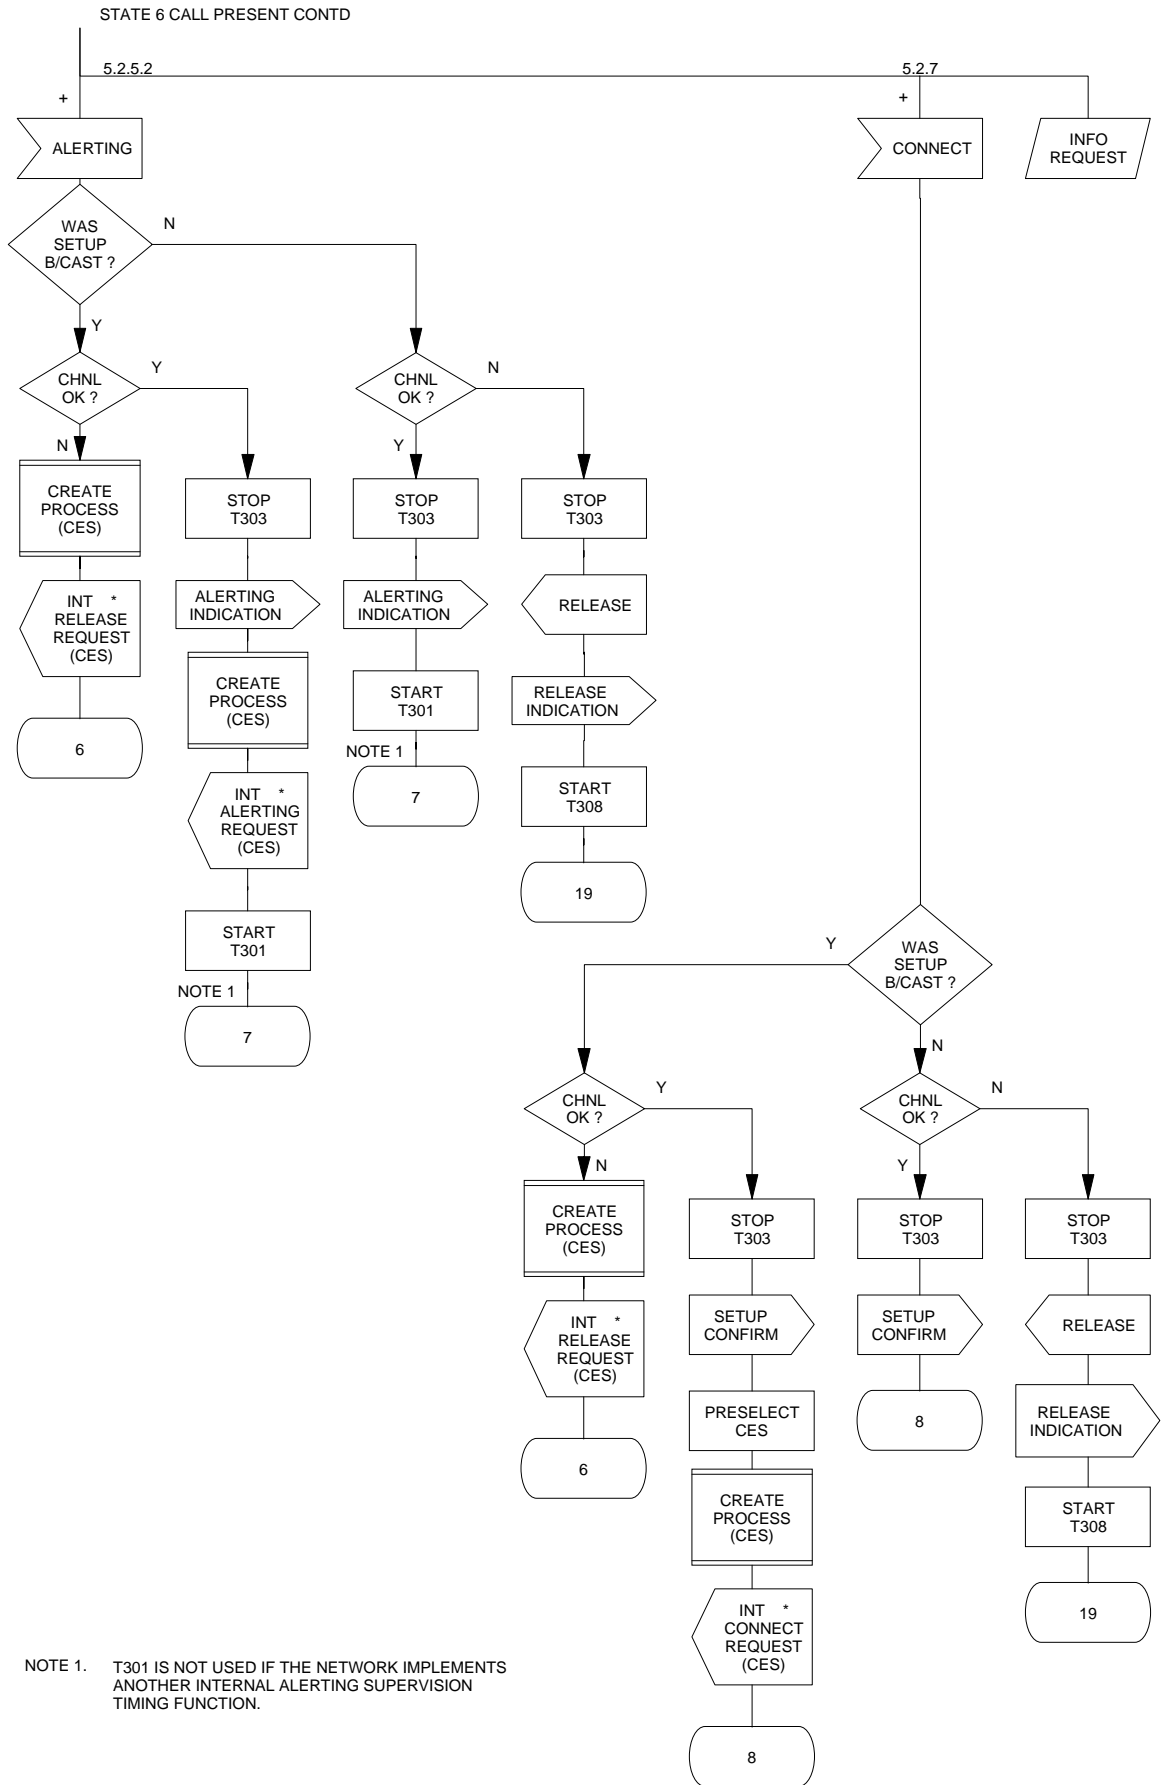 STATE 6 CALL PRESENT CONTD
5.2.5.2
5.2.7
+
+
ALERTING
CONNECT
INFO
REQUEST
WAS
SETUP
B/CAST ?
N
Y
CHNL
OK ?
Y
N
CHNL
OK ?
N
Y
CREATE
PROCESS
(CES)
STOP
T303
STOP
T303
STOP
T303
INT *
RELEASE
REQUEST
(CES)
ALERTING
INDICATION
ALERTING
INDICATION
RELEASE
6
CREATE
PROCESS
(CES)
START
T301
RELEASE
INDICATION
NOTE 1
7
INT *
ALERTING
REQUEST
(CES)
START
T308
19
START
T301
NOTE 1
7
WAS
SETUP
B/CAST ?
Y
N
CHNL
OK ?
Y
N
CHNL
OK ?
N
Y
CREATE
PROCESS
(CES)
STOP
T303
STOP
T303
STOP
T303
INT *
RELEASE
REQUEST
(CES)
SETUP
CONFIRM
SETUP
CONFIRM
RELEASE
6
PRESELECT
CES
8
RELEASE
INDICATION
CREATE
PROCESS
(CES)
START
T308
INT *
CONNECT
REQUEST
(CES)
19
8
NOTE 1. T301 IS NOT USED IF THE NETWORK IMPLEMENTS
ANOTHER INTERNAL ALERTING SUPERVISION
TIMING FUNCTION.